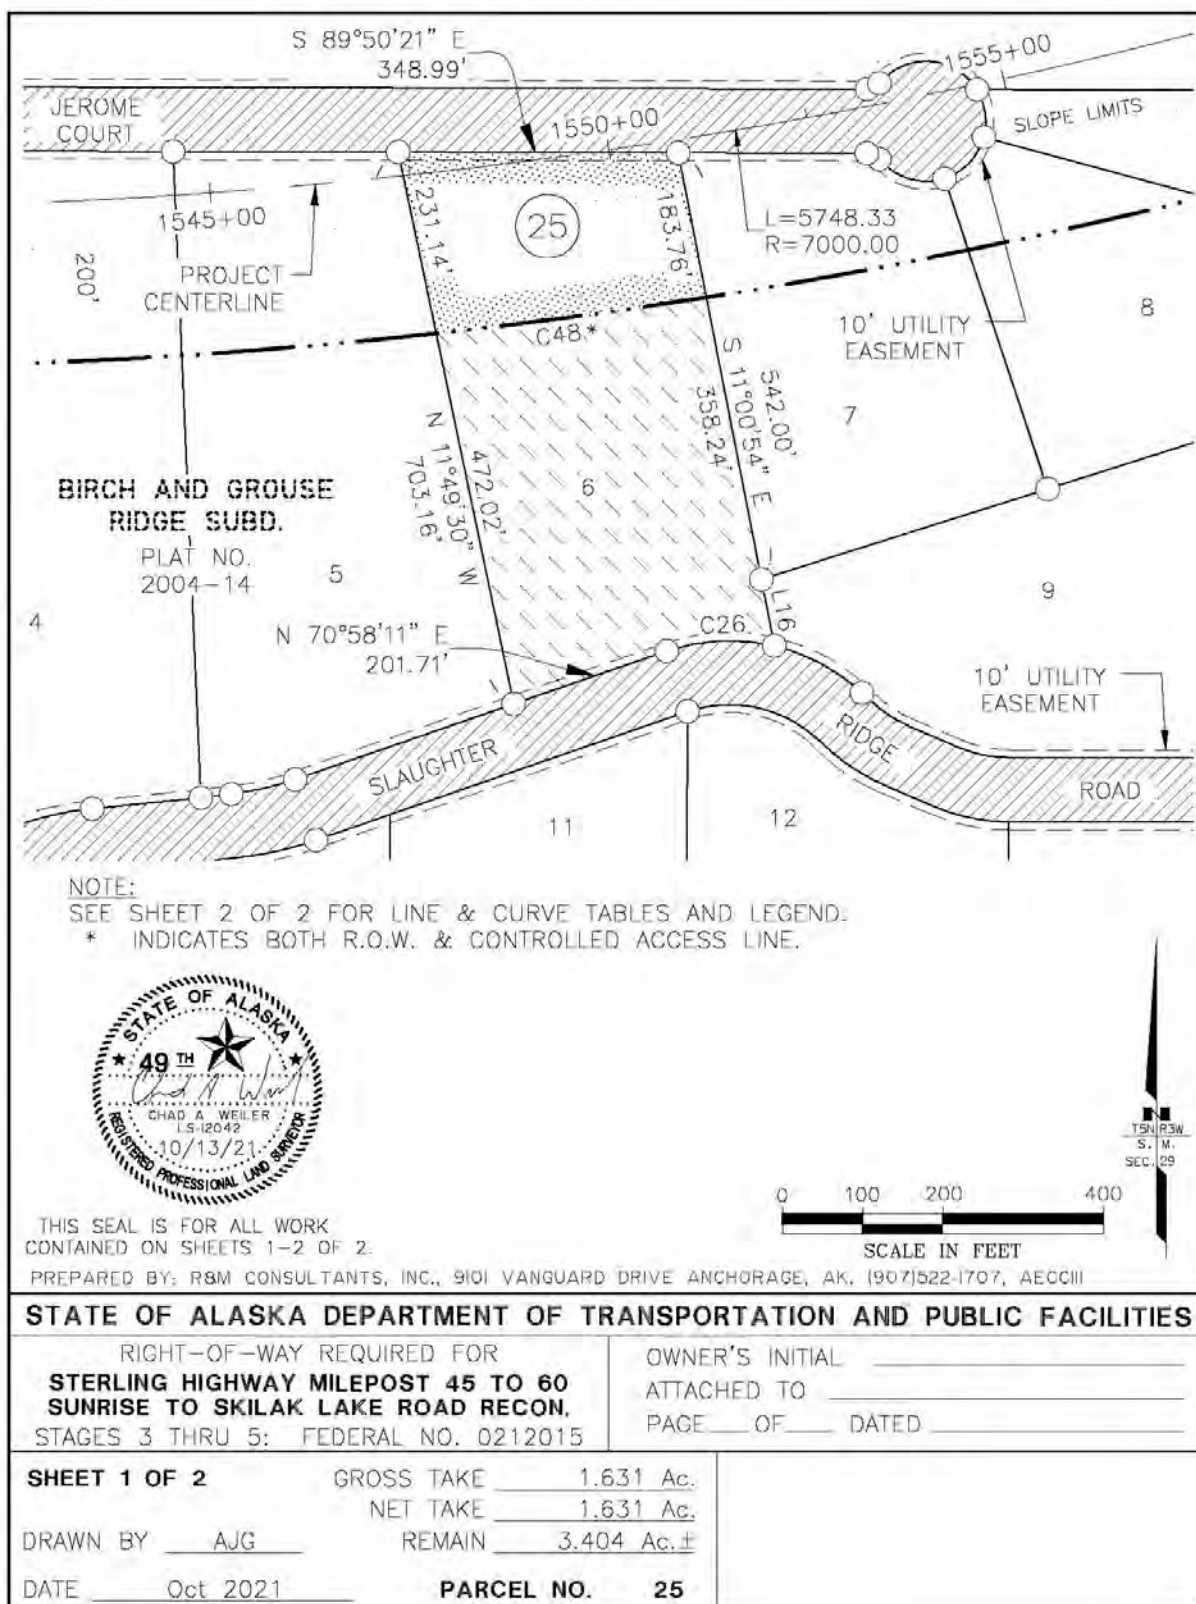 S 89°50'21" E
348.99'
1555+00
JEROME
COURT
1550+00
SLOPE LIMITS
231.14'
25
183.76'
1545+00
L=5748.33
R=7000.00
200'
PROJECT
CENTERLINE
C48*
10' UTILITY
EASEMENT
8
542.00'
S 11°00'54" E
358.24'
7
472.02'
N 11°49'30" W
703.16'
6
BIRCH AND GROUSE
RIDGE SUBD.
PLAT NO.
2004-14
5
4
9
L16
C26
N 70°58'11" E
201.71'
10' UTILITY
EASEMENT
SLAUGHTER
RIDGE
ROAD
11
12
NOTE:
SEE SHEET 2 OF 2 FOR LINE & CURVE TABLES AND LEGEND.
* INDICATES BOTH R.O.W. & CONTROLLED ACCESS LINE.
STATE OF ALASKA
49 TH
CHAD A. WEILER
LS-12042
10/13/21
REGISTERED PROFESSIONAL LAND SURVEYOR
N
T5N R3W
S. M.
SEC. 29
THIS SEAL IS FOR ALL WORK
CONTAINED ON SHEETS 1-2 OF 2.
0 100 200 400
SCALE IN FEET
PREPARED BY: R&M CONSULTANTS, INC., 9101 VANGUARD DRIVE ANCHORAGE, AK, (907)522-1707, AECC111
STATE OF ALASKA DEPARTMENT OF TRANSPORTATION AND PUBLIC FACILITIES
RIGHT-OF-WAY REQUIRED FOR
STERLING HIGHWAY MILEPOST 45 TO 60
SUNRISE TO SKILAK LAKE ROAD RECON.
STAGES 3 THRU 5: FEDERAL NO. 0212015
OWNER'S INITIAL
ATTACHED TO
PAGE OF DATED
SHEET 1 OF 2
GROSS TAKE 1.631 Ac.
NET TAKE 1.631 Ac.
DRAWN BY AJG
REMAIN 3.404 Ac.±
DATE Oct 2021
PARCEL NO. 25